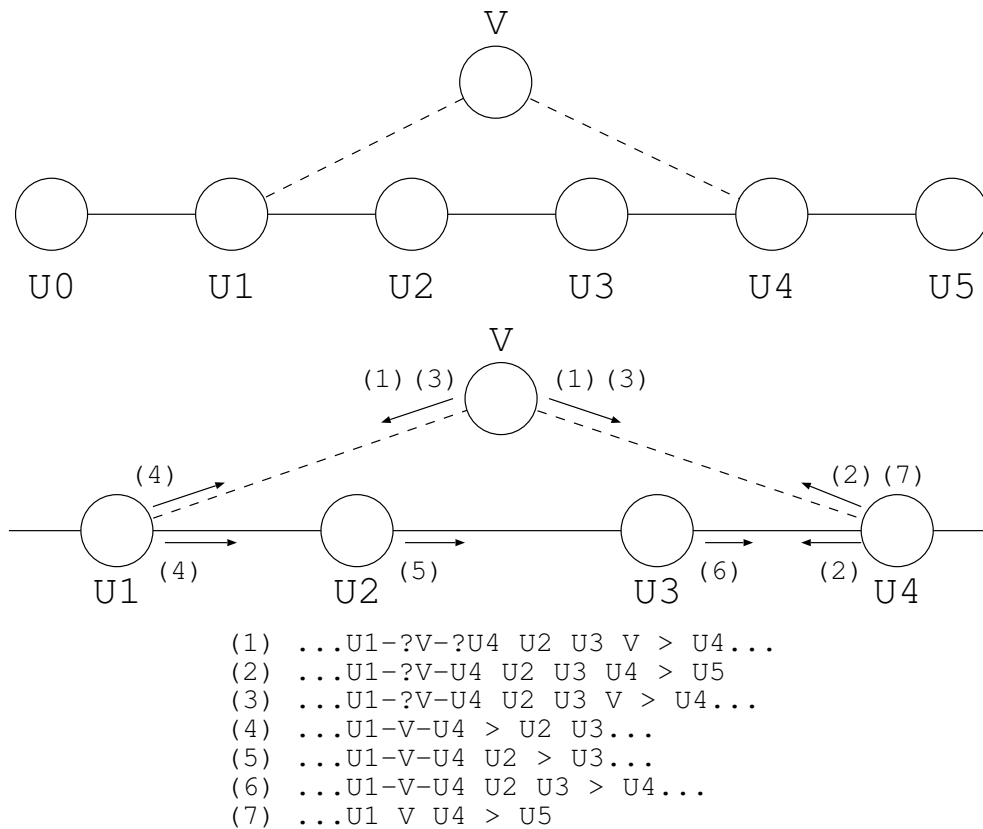 V
U0 U1 U2 U3 U4 U5
V
(1) (3) (1) (3)
(4) (2) (7)
(4) (5) (6) (2)
U1 U2 U3 U4
(1) ...U1-?V-?U4 U2 U3 V > U4...
(2) ...U1-?V-U4 U2 U3 U4 > U5
(3) ...U1-?V-U4 U2 U3 V > U4...
(4) ...U1-V-U4 > U2 U3...
(5) ...U1-V-U4 U2 > U3...
(6) ...U1-V-U4 U2 U3 > U4...
(7) ...U1 V U4 > U5